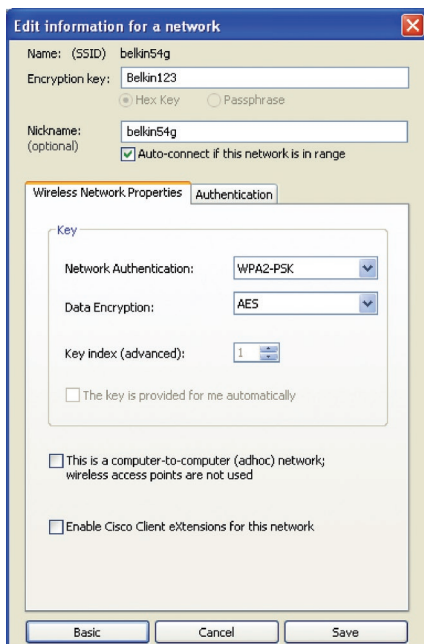 Edit information for a network
Name: (SSID) belkin54g
Encryption key: Belkin123
Hex Key Passphrase
Nickname: belkin54g
(optional)
Auto-connect if this network is in range
Wireless Network Properties Authentication
Key
Network Authentication: WPA2-PSK
Data Encryption: AES
Key index (advanced): 1
The key is provided for me automatically
This is a computer-to-computer (adhoc) network;
wireless access points are not used
Enable Cisco Client eXtensions for this network
Basic Cancel Save